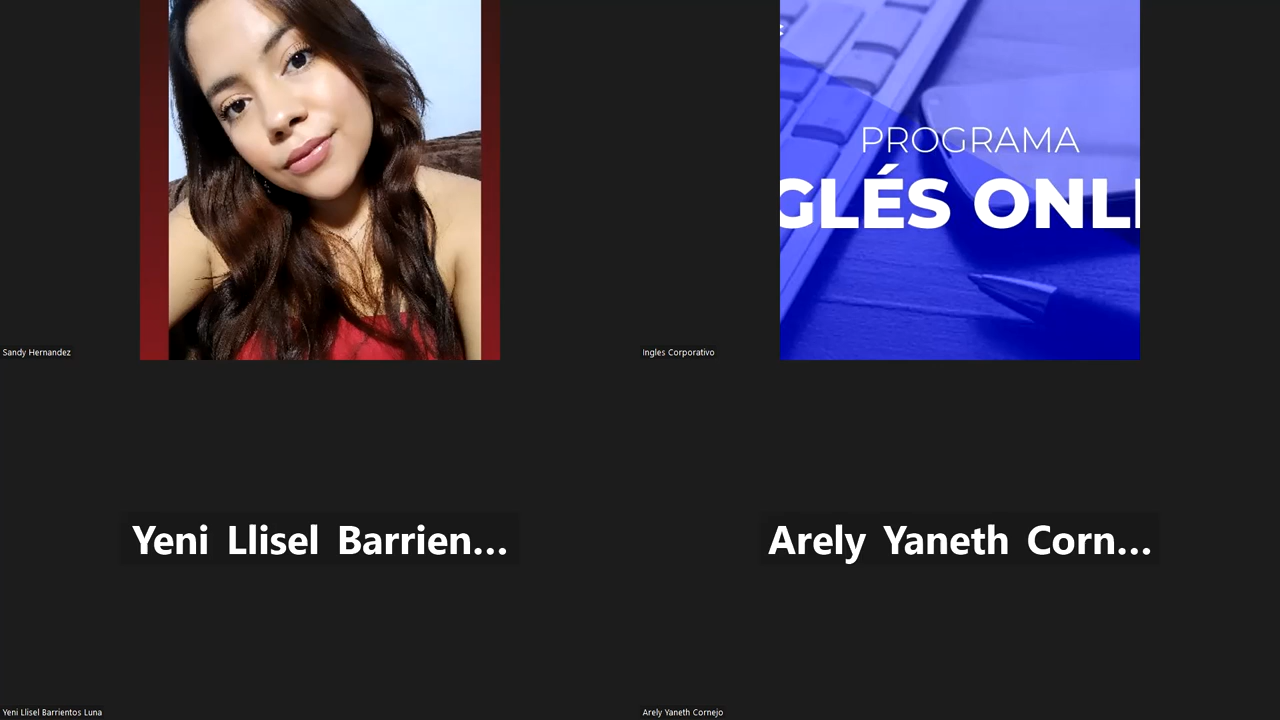 Sandy Hernandez
PROGRAMA
GLÉS ONLI
Ingles Corporativo
Yeni Llisel Barrien...
Yeni Llisel Barrientos Luna
Arely Yaneth Corn...
Arely Yaneth Cornejo